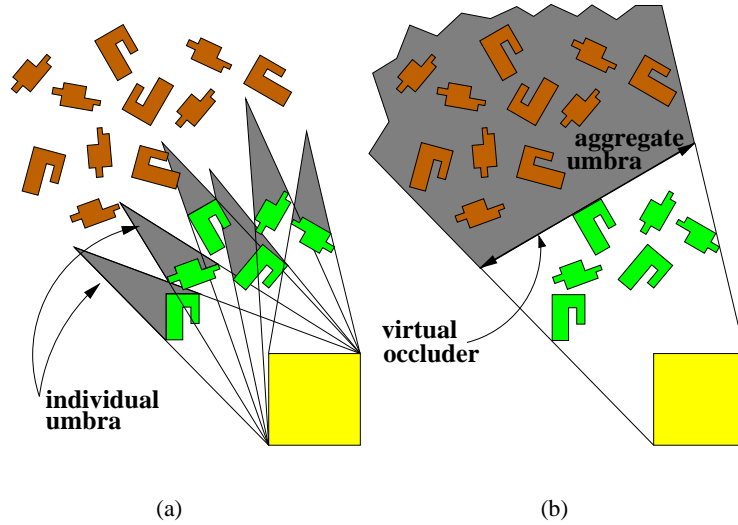 aggregate
umbra
virtual
occluder
individual
umbra
(a)
(b)